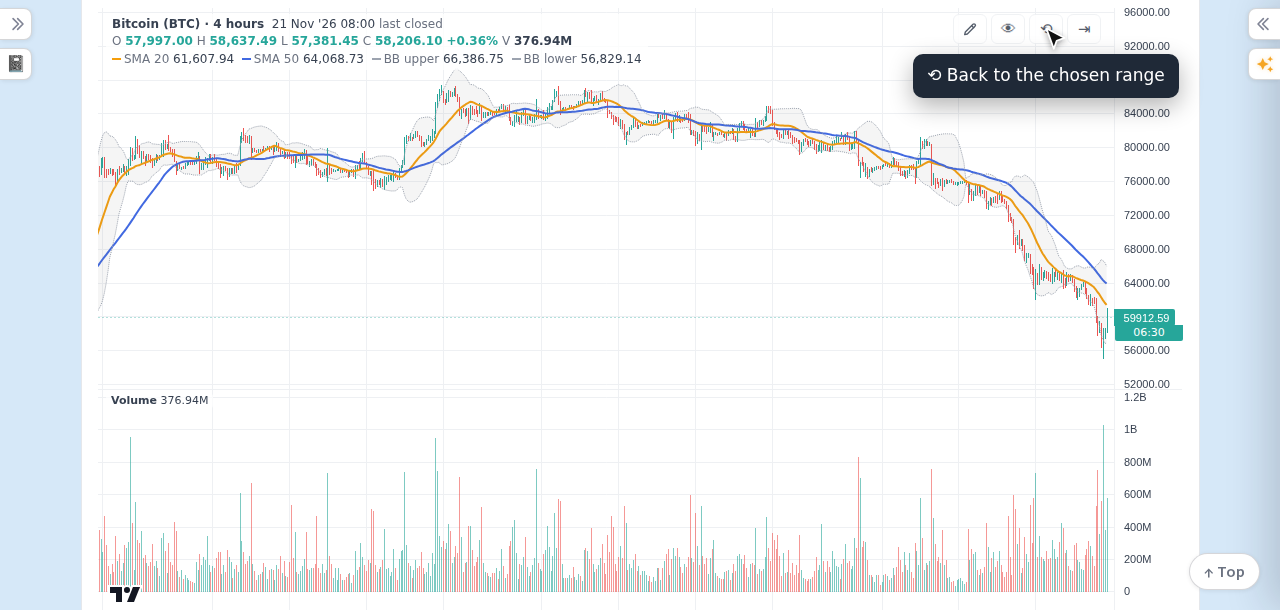 Bitcoin (BTC) · 4 hours 21 Nov '26 08:00 last closed
O 57,997.00 H 58,637.49 L 57,381.45 C 58,206.10 +0.36% V 376.94M
SMA 20 61,607.94 SMA 50 64,068.73 BB upper 66,386.75 BB lower 56,829.14
⟲ Back to the chosen range
96000.00
92000.00
84000.00
80000.00
76000.00
72000.00
68000.00
64000.00
59912.59
06:30
56000.00
52000.00
Volume 376.94M
1.2B
1B
800M
600M
400M
200M
0
↑ Top